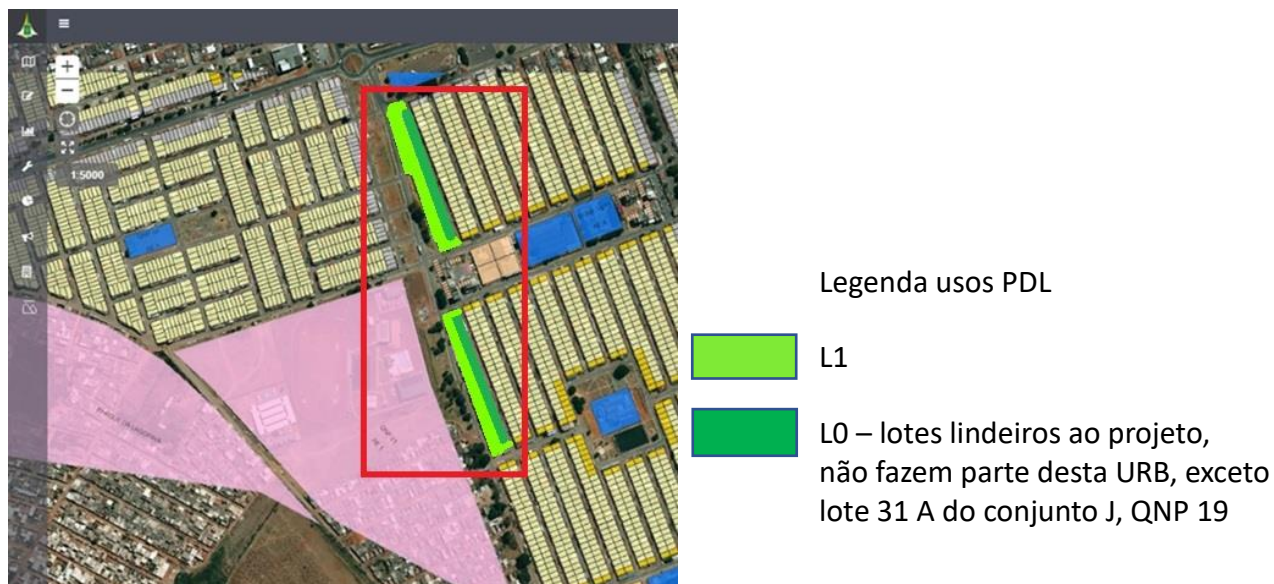 1:5000
Legenda usos PDL
L1
L0 – lotes lindeiros ao projeto,
não fazem parte desta URB, exceto
lote 31 A do conjunto J, QNP 19